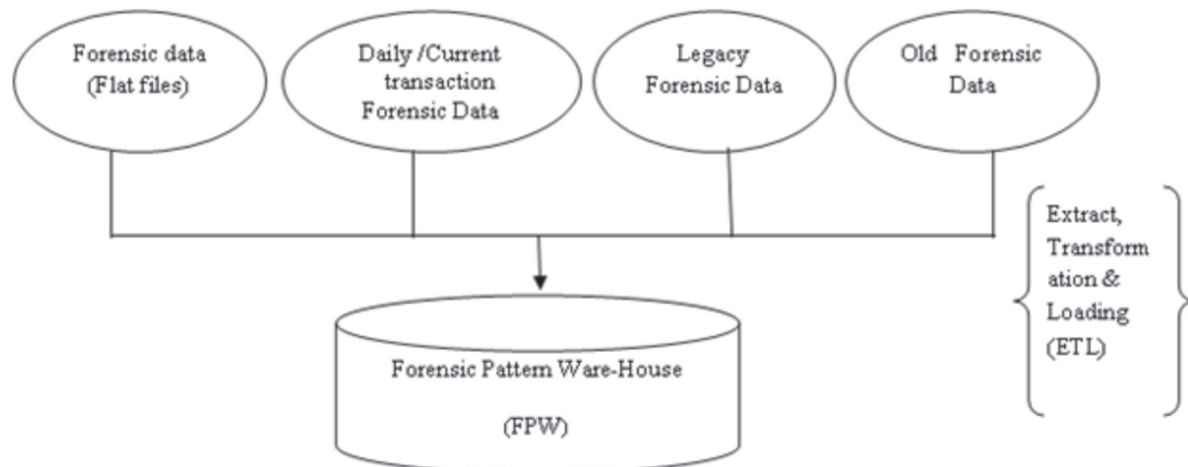 Forensic data
(Flat files)
Daily /Current
transaction
Forensic Data
Legacy
Forensic Data
Old Forensic
Data
Extract,
Transform
ation &
Loading
(ETL)
Forensic Pattern Ware-House
(FPW)